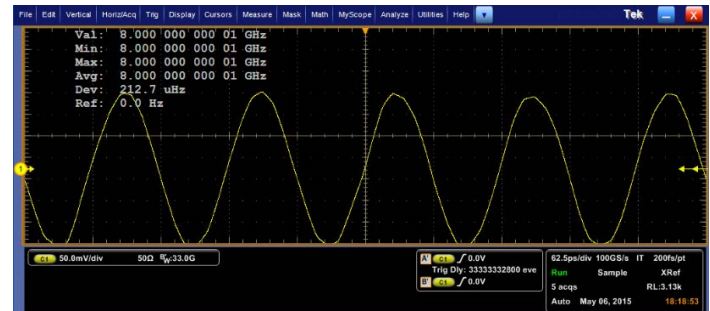 File Edit Vertical Horiz/Acq Trig Display Cursors Measure Mask Math MyScope Analyze Utilities Help Tek X
Val: 8.000 000 000 01 GHz
Min: 8.000 000 000 01 GHz
Max: 8.000 000 000 01 GHz
Avg: 8.000 000 000 01 GHz
Dev: 212.7 uHz
Ref: 0.0 Hz
1
C1 50.0mV/div 50Ω BW:33.0G
A' C1 0.0V
Trig Dly: 33333332800 eve
B' C1 0.0V
62.5ps/div 100GS/s IT 200fs/pt
Run Sample XRef
5 acqs RL:3.13k
Auto May 06, 2015 18:18:53